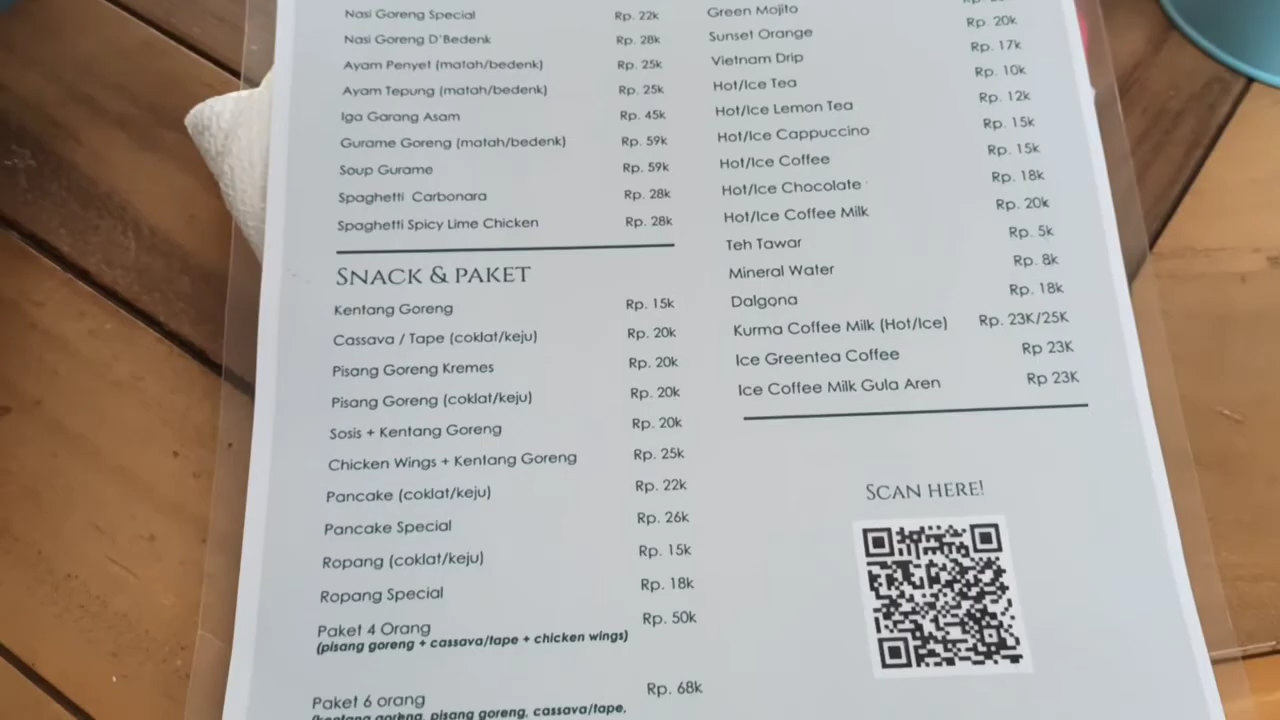 Nasi Goreng Special Rp. 22k
Nasi Goreng D'Bedenk Rp. 28k
Ayam Penyet (matah/bedenk) Rp. 25k
Ayam Tepung (matah/bedenk) Rp. 25k
Iga Garang Asam Rp. 45k
Gurame Goreng (matah/bedenk) Rp. 59k
Soup Gurame Rp. 59k
Spaghetti Carbonara Rp. 28k
Spaghetti Spicy Lime Chicken Rp. 28k
SNACK & PAKET
Kentang Goreng Rp. 15k
Cassava / Tape (coklat/keju) Rp. 20k
Pisang Goreng Kremes Rp. 20k
Pisang Goreng (coklat/keju) Rp. 20k
Sosis + Kentang Goreng Rp. 20k
Chicken Wings + Kentang Goreng Rp. 25k
Pancake (coklat/keju) Rp. 22k
Pancake Special Rp. 26k
Ropang (coklat/keju) Rp. 15k
Ropang Special Rp. 18k
Paket 4 Orang Rp. 50k
(pisang goreng + cassava/tape + chicken wings)
Paket 6 orang Rp. 68k
(kentang goreng, pisang goreng, cassava/tape,
Green Mojito
Sunset Orange Rp. 20k
Vietnam Drip Rp. 17k
Hot/Ice Tea Rp. 10k
Hot/Ice Lemon Tea Rp. 12k
Hot/Ice Cappuccino Rp. 15k
Hot/Ice Coffee Rp. 15k
Hot/Ice Chocolate Rp. 18k
Hot/Ice Coffee Milk Rp. 20k
Teh Tawar Rp. 5k
Mineral Water Rp. 8k
Dalgona Rp. 18k
Kurma Coffee Milk (Hot/Ice) Rp. 23K/25K
Ice Greentea Coffee Rp 23K
Ice Coffee Milk Gula Aren Rp 23K
SCAN HERE!